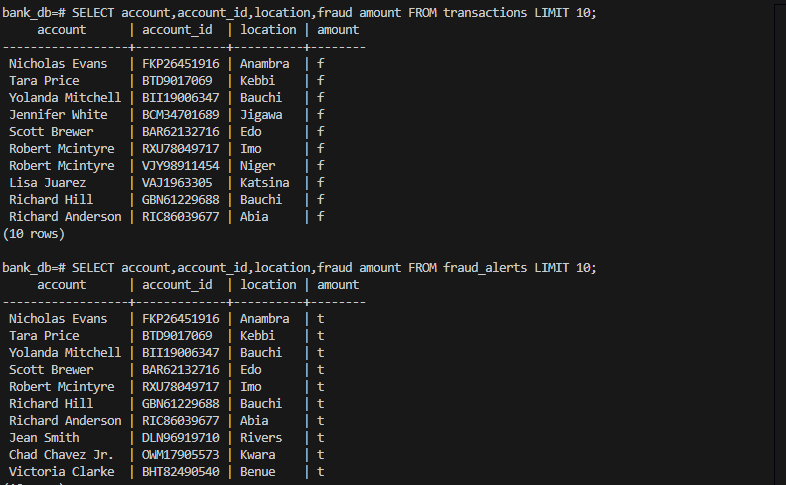 bank_db=# SELECT account,account_id,location,fraud amount FROM transactions LIMIT 10;
account | account_id | location | amount
------------------+-------------+----------+--------
Nicholas Evans | FKP26451916 | Anambra | f
Tara Price | BTD9017069 | Kebbi | f
Yolanda Mitchell | BII19006347 | Bauchi | f
Jennifer White | BCM34701689 | Jigawa | f
Scott Brewer | BAR62132716 | Edo | f
Robert Mcintyre | RXU78049717 | Imo | f
Robert Mcintyre | VJY98911454 | Niger | f
Lisa Juarez | VAJ1963305 | Katsina | f
Richard Hill | GBN61229688 | Bauchi | f
Richard Anderson | RIC86039677 | Abia | f
(10 rows)
bank_db=# SELECT account,account_id,location,fraud amount FROM fraud_alerts LIMIT 10;
account | account_id | location | amount
------------------+-------------+----------+--------
Nicholas Evans | FKP26451916 | Anambra | t
Tara Price | BTD9017069 | Kebbi | t
Yolanda Mitchell | BII19006347 | Bauchi | t
Scott Brewer | BAR62132716 | Edo | t
Robert Mcintyre | RXU78049717 | Imo | t
Richard Hill | GBN61229688 | Bauchi | t
Richard Anderson | RIC86039677 | Abia | t
Jean Smith | DLN96919710 | Rivers | t
Chad Chavez Jr. | OWM17905573 | Kwara | t
Victoria Clarke | BHT82490540 | Benue | t